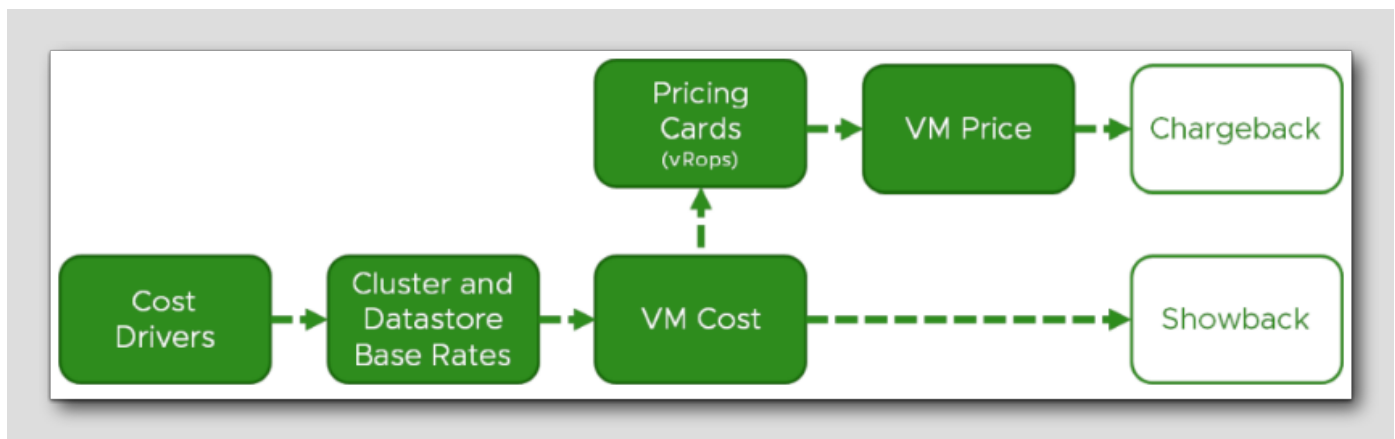 Pricing
Cards
(vRops)
VM Price
Chargeback
Cost
Drivers
Cluster and
Datastore
Base Rates
VM Cost
Showback